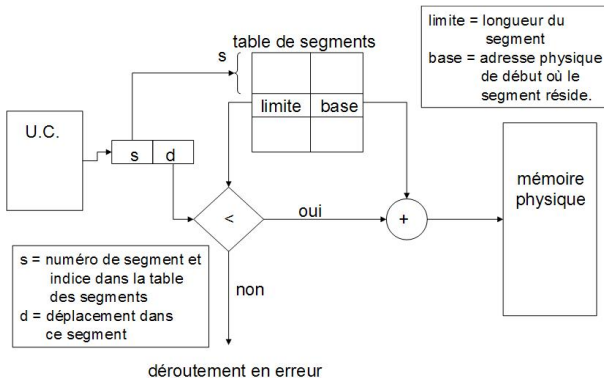 limite = longueur du
segment
base = adresse physique
de début où le
segment réside.
table de segments
s
limite base
U.C.
s d
mémoire
physique
<
oui
+
non
s = numéro de segment et
indice dans la table
des segments
d = déplacement dans
ce segment
déroutement en erreur